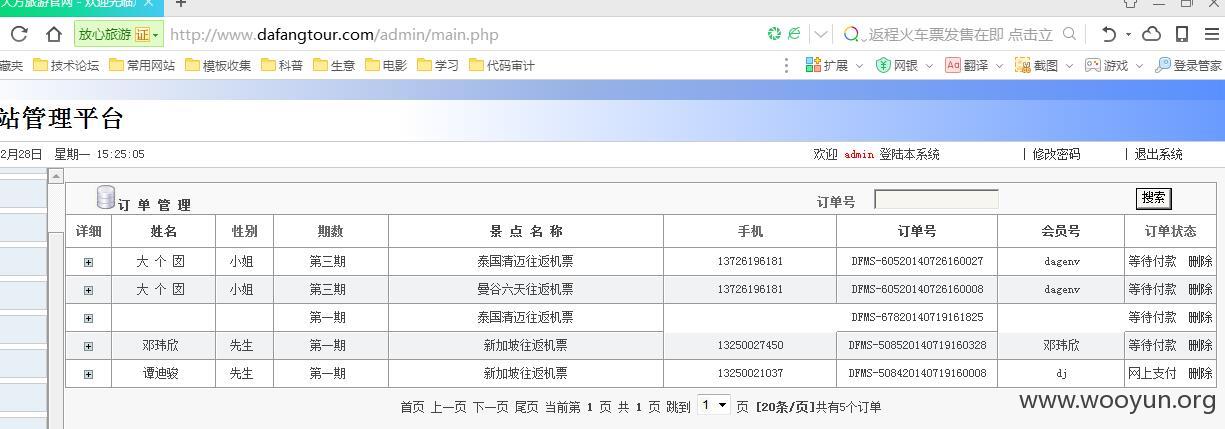 大方旅游官网 - 欢迎光临大
放心旅游 证 http://www.dafangtour.com/admin/main.php 返程火车票发售在即 点击立
藏夹 技术论坛 常用网站 模板收集 科普 生意 电影 学习 代码审计 扩展 网银 Aあ 翻译 截图 游戏 登录管家
站管理平台
2月28日 星期一 15:25:05 欢迎 admin 登陆本系统 | 修改密码 | 退出系统
订 单 管 理 订单号 搜索
详细 姓名 性别 期数 景 点 名 称 手机 订单号 会员号 订单状态
大 个 囡 小姐 第三期 泰国清迈往返机票 13726196181 DFMS-60520140726160027 dagenv 等待付款 删除
大 个 囡 小姐 第三期 曼谷六天往返机票 13726196181 DFMS-60520140726160008 dagenv 等待付款 删除
第一期 泰国清迈往返机票 DFMS-67820140719161825 等待付款 删除
邓玮欣 先生 第一期 新加坡往返机票 13250027450 DFMS-508520140719160328 邓玮欣 等待付款 删除
谭迪骏 先生 第一期 新加坡往返机票 13250021037 DFMS-508420140719160008 dj 网上支付 删除
首页 上一页 下一页 尾页 当前第 1 页 共 1 页 跳到 1 页 [20条/页]共有5个订单
www.wooyun.org